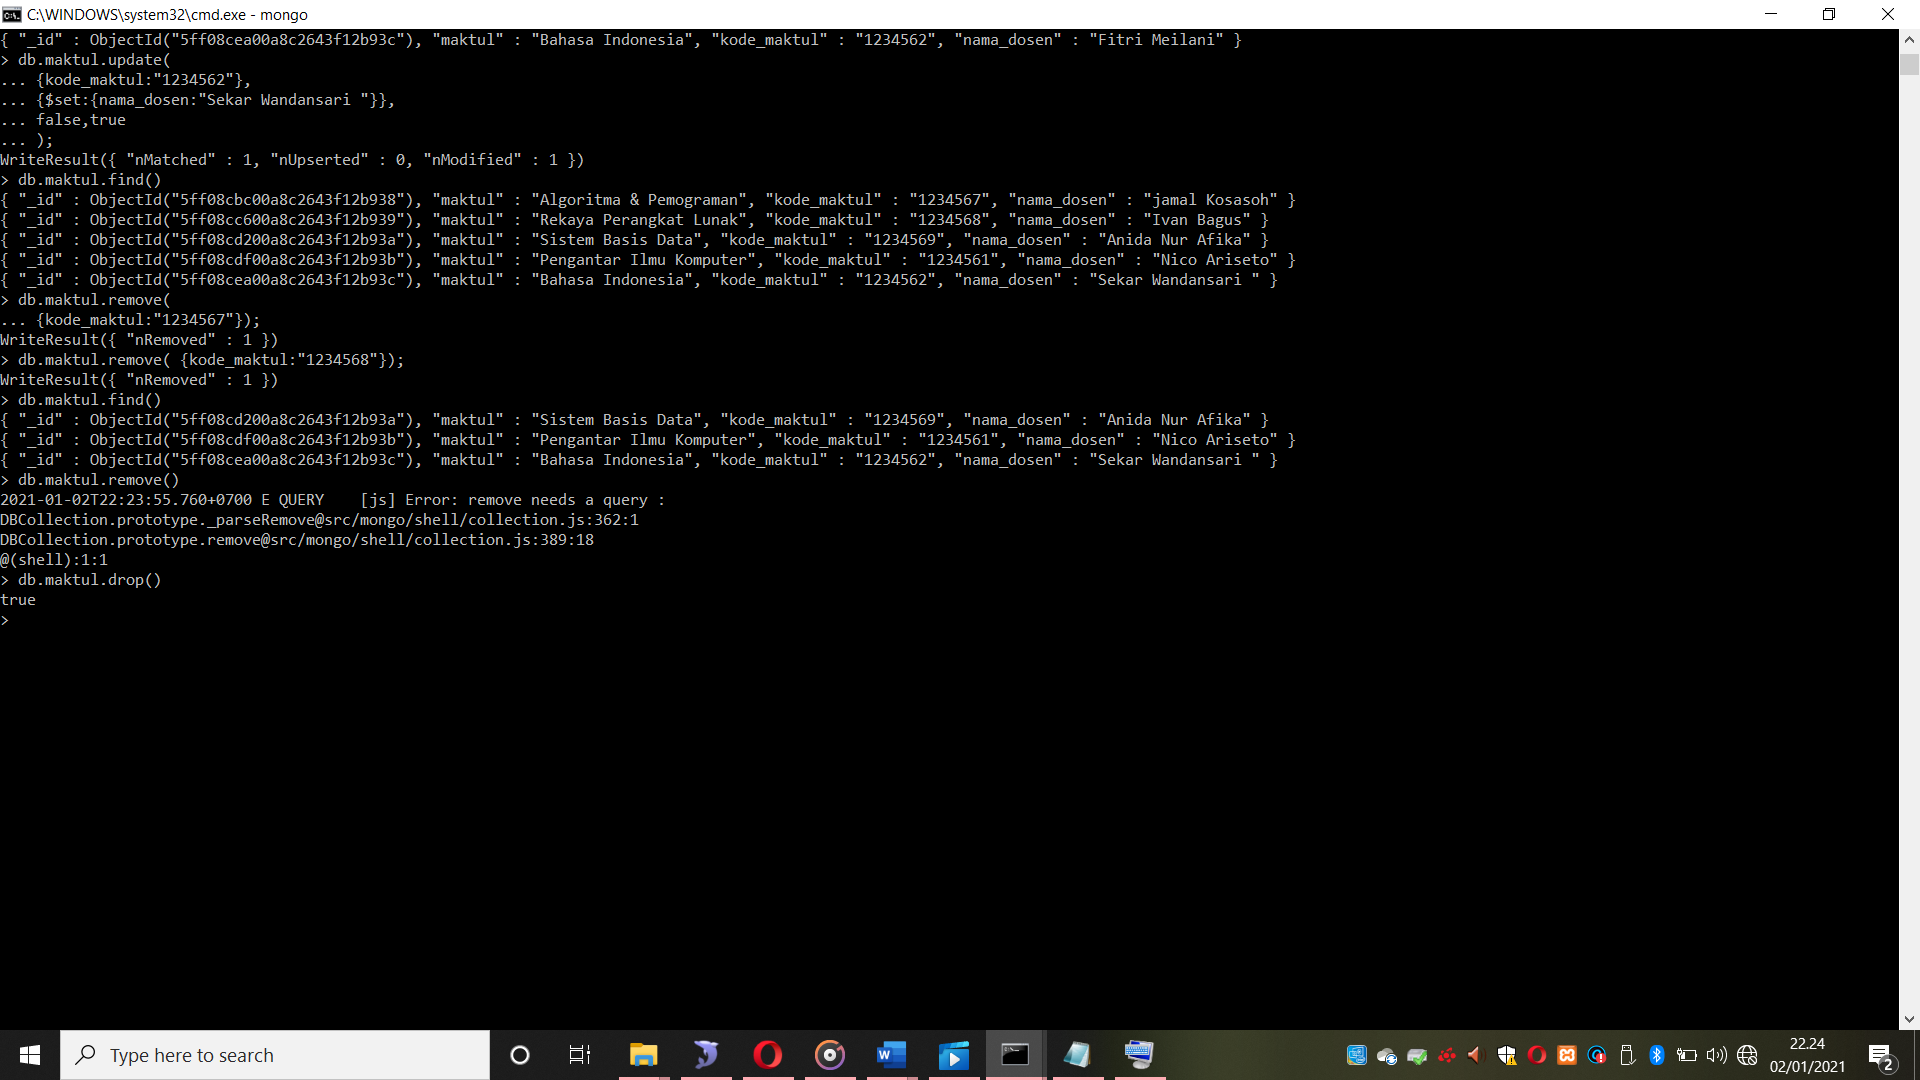 C:\WINDOWS\system32\cmd.exe - mongo
{ "_id" : ObjectId("5ff08cea00a8c2643f12b93c"), "maktul" : "Bahasa Indonesia", "kode_maktul" : "1234562", "nama_dosen" : "Fitri Meilani" }
> db.maktul.update(
... {kode_maktul:"1234562"},
... {$set:{nama_dosen:"Sekar Wandansari "}},
... false,true
... );
WriteResult({ "nMatched" : 1, "nUpserted" : 0, "nModified" : 1 })
> db.maktul.find()
{ "_id" : ObjectId("5ff08cbc00a8c2643f12b938"), "maktul" : "Algoritma & Pemograman", "kode_maktul" : "1234567", "nama_dosen" : "jamal Kosasoh" }
{ "_id" : ObjectId("5ff08cc600a8c2643f12b939"), "maktul" : "Rekaya Perangkat Lunak", "kode_maktul" : "1234568", "nama_dosen" : "Ivan Bagus" }
{ "_id" : ObjectId("5ff08cd200a8c2643f12b93a"), "maktul" : "Sistem Basis Data", "kode_maktul" : "1234569", "nama_dosen" : "Anida Nur Afika" }
{ "_id" : ObjectId("5ff08cdf00a8c2643f12b93b"), "maktul" : "Pengantar Ilmu Komputer", "kode_maktul" : "1234561", "nama_dosen" : "Nico Ariseto" }
{ "_id" : ObjectId("5ff08cea00a8c2643f12b93c"), "maktul" : "Bahasa Indonesia", "kode_maktul" : "1234562", "nama_dosen" : "Sekar Wandansari " }
> db.maktul.remove(
... {kode_maktul:"1234567"});
WriteResult({ "nRemoved" : 1 })
> db.maktul.remove( {kode_maktul:"1234568"});
WriteResult({ "nRemoved" : 1 })
> db.maktul.find()
{ "_id" : ObjectId("5ff08cd200a8c2643f12b93a"), "maktul" : "Sistem Basis Data", "kode_maktul" : "1234569", "nama_dosen" : "Anida Nur Afika" }
{ "_id" : ObjectId("5ff08cdf00a8c2643f12b93b"), "maktul" : "Pengantar Ilmu Komputer", "kode_maktul" : "1234561", "nama_dosen" : "Nico Ariseto" }
{ "_id" : ObjectId("5ff08cea00a8c2643f12b93c"), "maktul" : "Bahasa Indonesia", "kode_maktul" : "1234562", "nama_dosen" : "Sekar Wandansari " }
> db.maktul.remove()
2021-01-02T22:23:55.760+0700 E QUERY    [js] Error: remove needs a query :
DBCollection.prototype._parseRemove@src/mongo/shell/collection.js:362:1
DBCollection.prototype.remove@src/mongo/shell/collection.js:389:18
@(shell):1:1
> db.maktul.drop()
true
>
Type here to search
22.24
02/01/2021
2